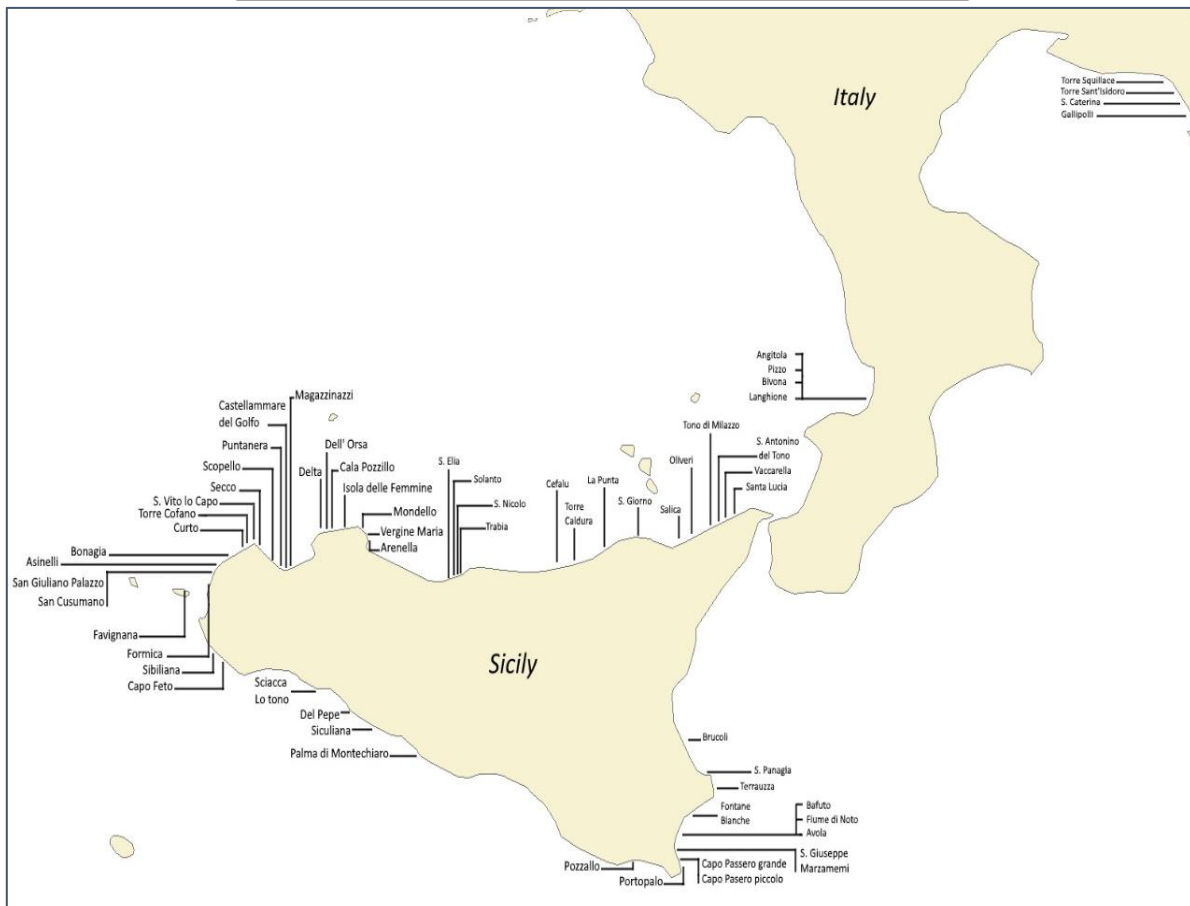 Italy
Torre Squillace
Torre Sant'Isidoro
S. Caterina
Gallipolli
Angitola
Pizzo
Bivona
Langhione
Magazzinazzi
Castellammare
del Golfo
Puntanera
Scopello
Secco
S. Vito lo Capo
Torre Cofano
Curto
Bonagia
Asinelli
San Giuliano Palazzo
San Cusumano
Favignana
Formica
Sibiliana
Capo Feto
Delta
Dell' Orsa
Cala Pozzillo
Isola delle Femmine
Mondello
Vergine Maria
Arenella
S. Elia
Solanto
S. Nicolo
Trabia
Cefalu
Torre
Caldura
La Punta
S. Giorno
Salica
Oliveri
Tono di Milazzo
S. Antonino
del Tono
Vaccarella
Santa Lucia
Sicily
Sciacca
Lo tono
Del Pepe
Siculiana
Palma di Montechiaro
Brucoli
S. Panagia
Terrauzza
Fontane
Bianche
Bafuto
Fiume di Noto
Avola
S. Giuseppe
Marzamemi
Capo Passero grande
Capo Pasero piccolo
Pozzallo
Portopalo